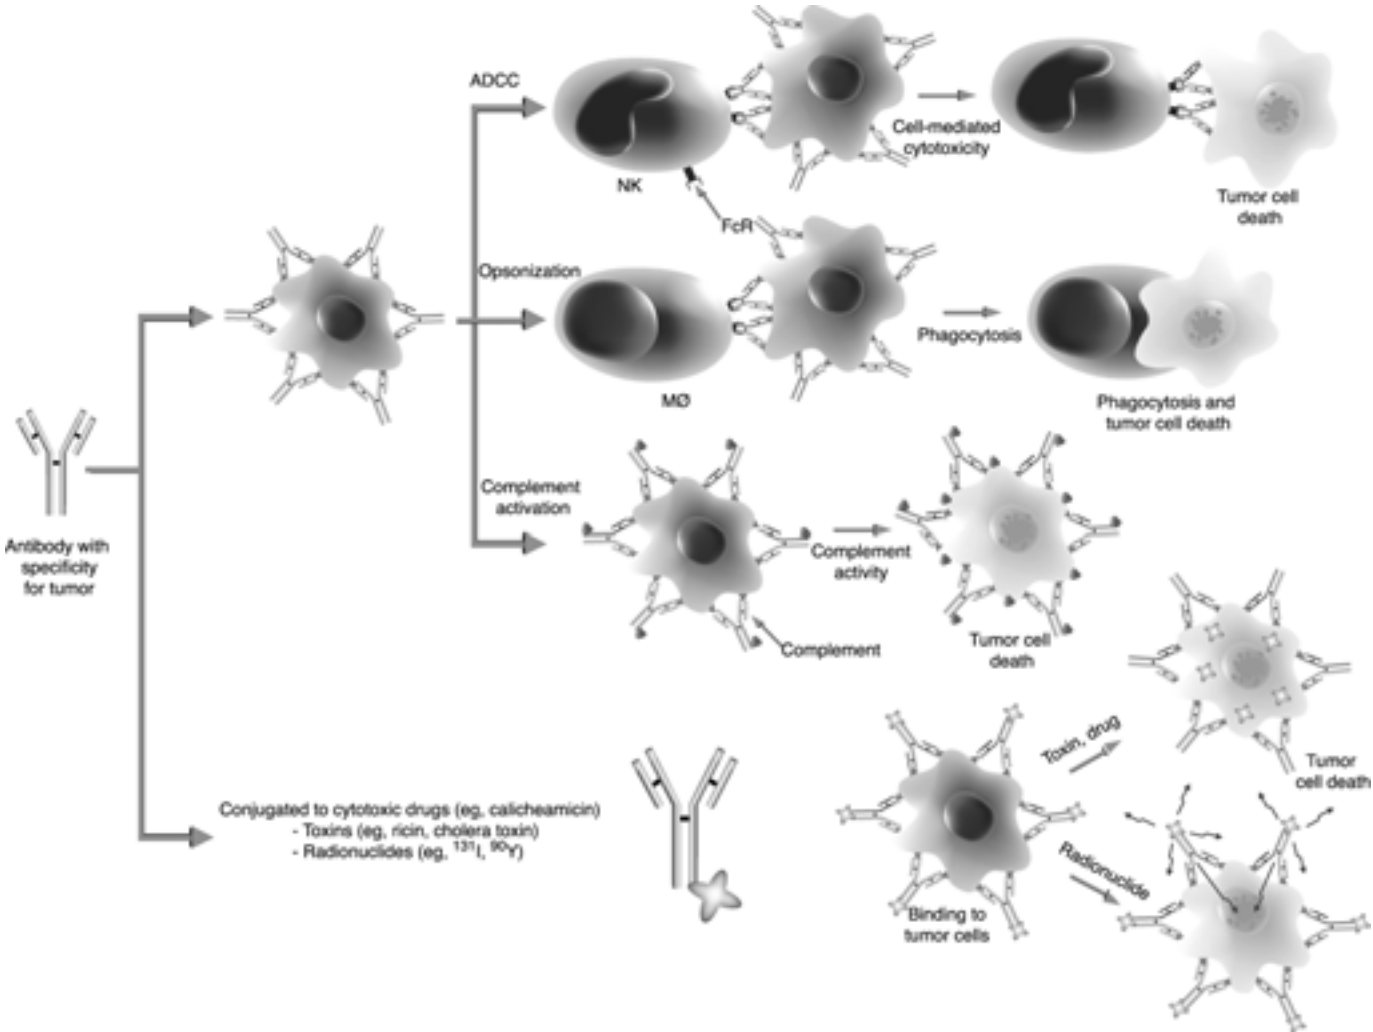 ADCC
NK
FcR
Cell-mediated
cytotoxicity
Tumor cell
death
Opsonization
MØ
Phagocytosis
Phagocytosis and
tumor cell death
Antibody with
specificity
for tumor
Complement
activation
Complement
activity
Complement
Tumor cell
death
Conjugated to cytotoxic drugs (eg, calicheamicin)
- Toxins (eg, ricin, cholera toxin)
- Radionuclides (eg, ¹³¹I, ⁹⁰Y)
Binding to
tumor cells
Toxin, drug
Tumor
cell death
Radionuclide